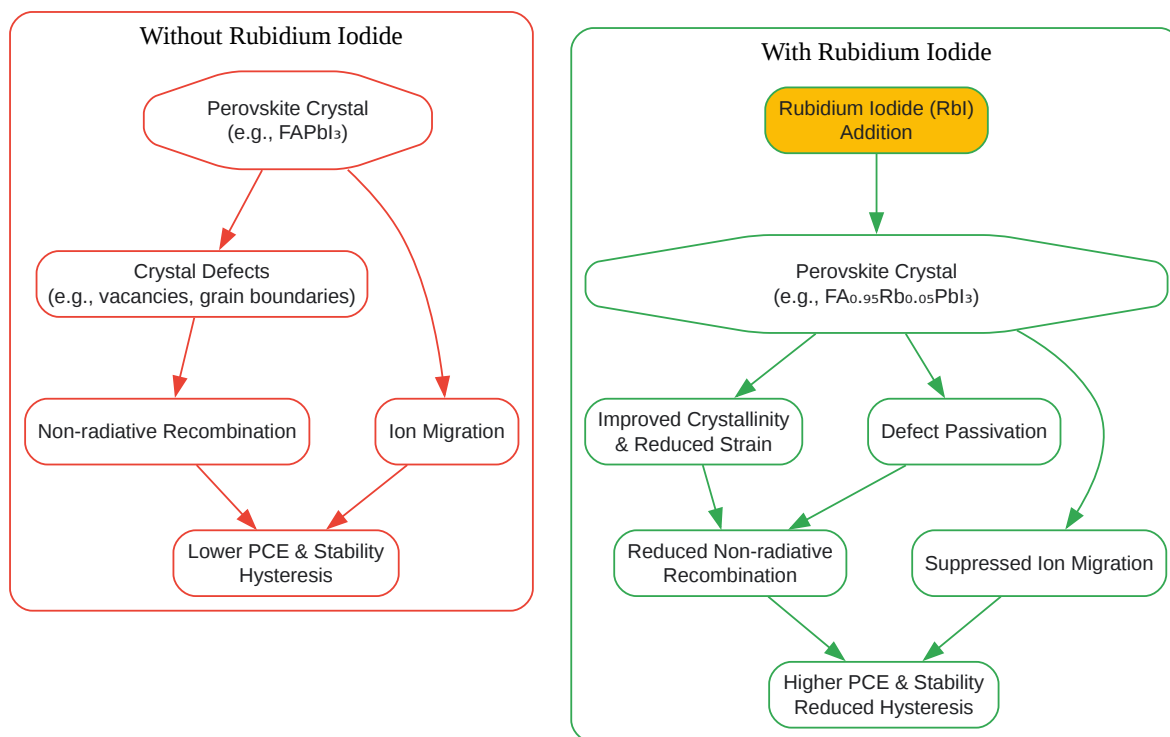 Without Rubidium Iodide
Perovskite Crystal
(e.g., FAPbI₃)
Crystal Defects
(e.g., vacancies, grain boundaries)
Non-radiative Recombination
Ion Migration
Lower PCE & Stability
Hysteresis
With Rubidium Iodide
Rubidium Iodide (RbI)
Addition
Perovskite Crystal
(e.g., FA₀.₉₅Rb₀.₀₅PbI₃)
Improved Crystallinity
& Reduced Strain
Defect Passivation
Reduced Non-radiative
Recombination
Suppressed Ion Migration
Higher PCE & Stability
Reduced Hysteresis